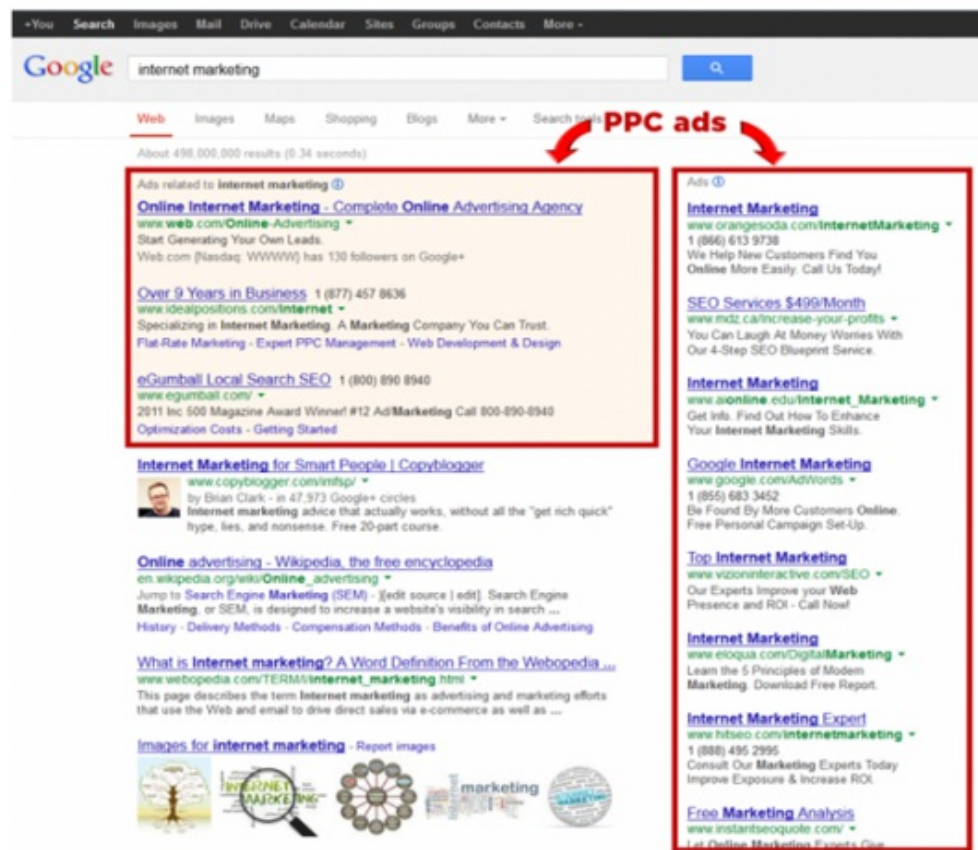 +You Search Images Mail Drive Calendar Sites Groups Contacts More
Google internet marketing
Web Images Maps Shopping Blogs More Search tools
PPC ads
About 498,000,000 results (0.34 seconds)
Ads related to internet marketing
Online Internet Marketing - Complete Online Advertising Agency
www.web.com/Online-Advertising
Start Generating Your Own Leads.
Web.com (Nasdaq: WWWW) has 130 followers on Google+
Over 9 Years in Business 1 (877) 457 8636
www.idealpositions.com/Internet
Specializing in Internet Marketing. A Marketing Company You Can Trust.
Flat-Rate Marketing - Expert PPC Management - Web Development & Design
eGumball Local Search SEO 1 (800) 890 8940
www.egumball.com/
2011 Inc 500 Magazine Award Winner! #12 Ad/Marketing Call 800-890-8940
Optimization Costs - Getting Started
Internet Marketing for Smart People | Copyblogger
www.copyblogger.com/imfsp/
by Brian Clark - in 47,973 Google+ circles
Internet marketing advice that actually works, without all the "get rich quick"
hype, lies, and nonsense. Free 20-part course.
Online advertising - Wikipedia, the free encyclopedia
en.wikipedia.org/wiki/Online_advertising
Jump to Search Engine Marketing (SEM) - )[edit source | edit]. Search Engine
Marketing, or SEM, is designed to increase a website's visibility in search ...
History - Delivery Methods - Compensation Methods - Benefits of Online Advertising
What is Internet marketing? A Word Definition From the Webopedia ...
www.webopedia.com/TERM/I/internet_marketing.html
This page describes the term Internet marketing as advertising and marketing efforts
that use the Web and email to drive direct sales via e-commerce as well as ...
Images for internet marketing - Report images
INTERNET
MARKETING
internet
marketing
MARKETING
Ads
Internet Marketing
www.orangesoda.com/InternetMarketing
1 (866) 613 9738
We Help New Customers Find You
Online More Easily. Call Us Today!
SEO Services $499/Month
www.mdz.ca/Increase-your-profits
You Can Laugh At Money Worries With
Our 4-Step SEO Blueprint Service.
Internet Marketing
www.aionline.edu/Internet_Marketing
Get Info. Find Out How To Enhance
Your Internet Marketing Skills.
Google Internet Marketing
www.google.com/AdWords
1 (855) 683 3452
Be Found By More Customers Online.
Free Personal Campaign Set-Up.
Top Internet Marketing
www.vizioninteractive.com/SEO
Our Experts Improve your Web
Presence and ROI - Call Now!
Internet Marketing
www.eloqua.com/DigitalMarketing
Learn the 5 Principles of Modern
Marketing. Download Free Report.
Internet Marketing Expert
www.hitseo.com/internetmarketing
1 (888) 495 2995
Consult Our Marketing Experts Today
Improve Exposure & Increase ROI.
Free Marketing Analysis
www.instantseoquote.com/
Let Online Marketing Experts Give